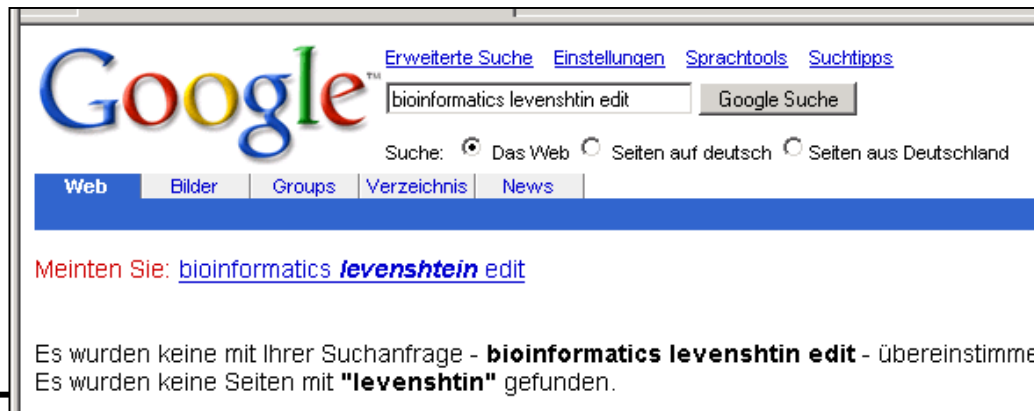 Google™
Erweiterte Suche Einstellungen Sprachtools Suchtipps
bioinformatics levenshtin edit Google Suche
Suche: Das Web Seiten auf deutsch Seiten aus Deutschland
Web Bilder Groups Verzeichnis News
Meinten Sie: bioinformatics levenshtein edit
Es wurden keine mit Ihrer Suchanfrage - bioinformatics levenshtin edit - übereinstimme
Es wurden keine Seiten mit "levenshtin" gefunden.